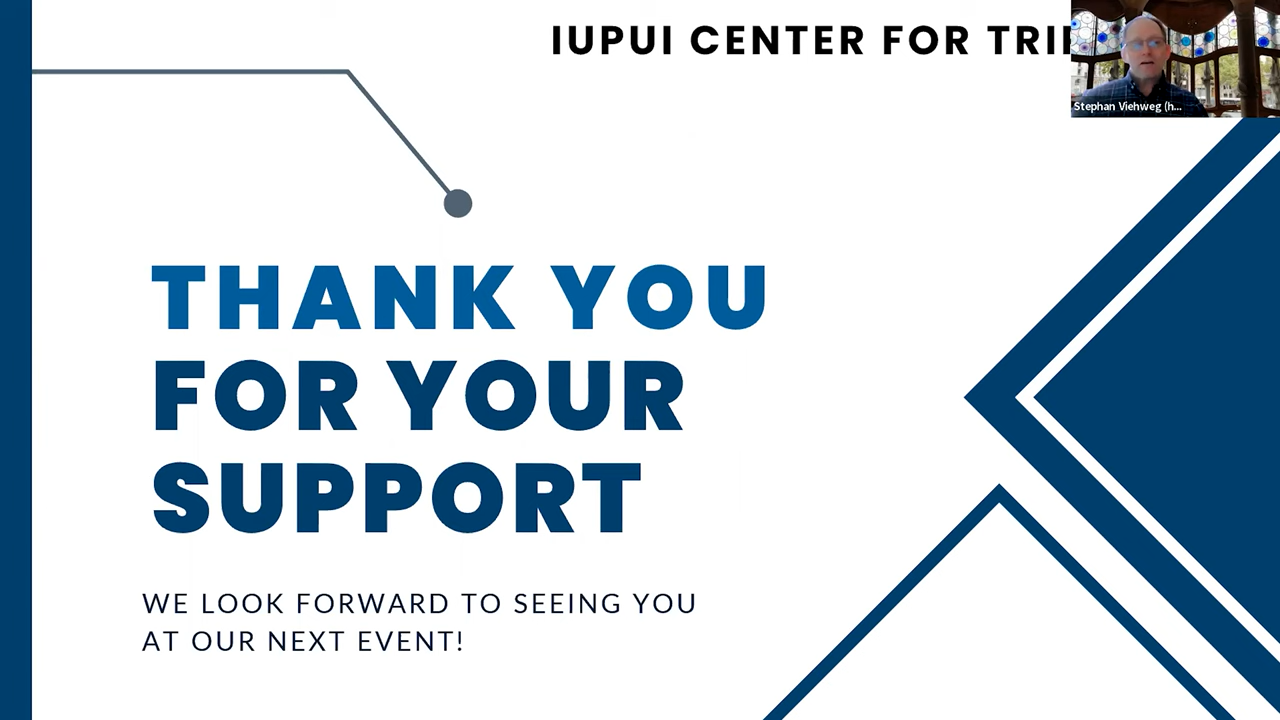 IUPUI CENTER FOR
Stephan Viehweg (h...
THANK YOU
FOR YOUR
SUPPORT
WE LOOK FORWARD TO SEEING YOU
AT OUR NEXT EVENT!